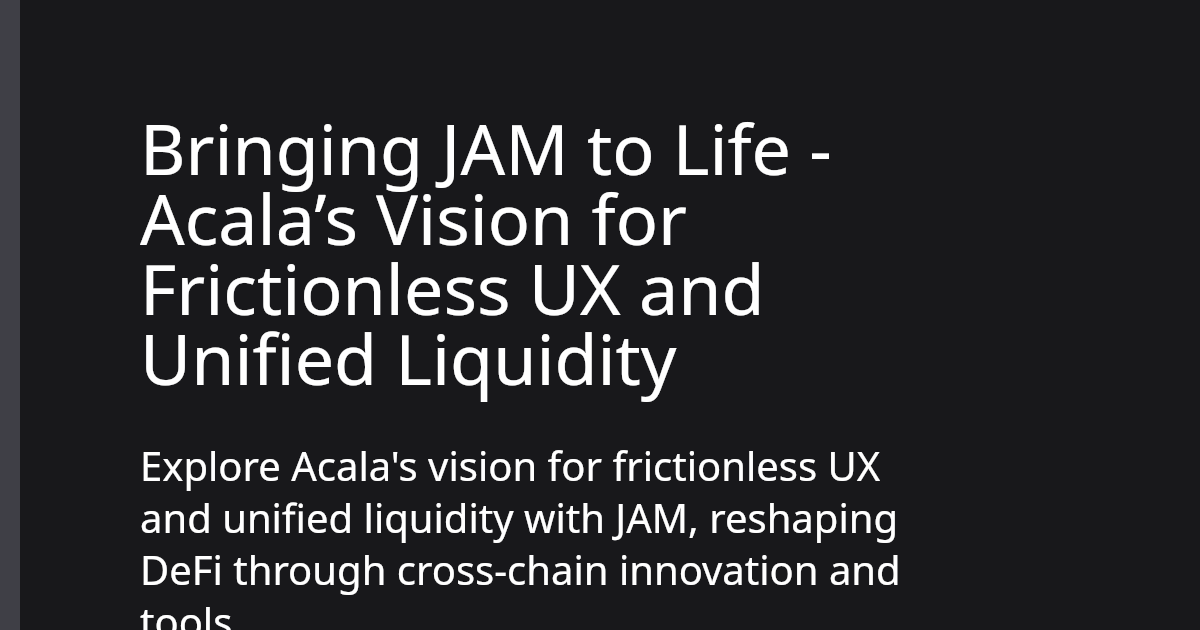 Bringing JAM to Life -
Acala’s Vision for
Frictionless UX and
Unified Liquidity
Explore Acala's vision for frictionless UX
and unified liquidity with JAM, reshaping
DeFi through cross-chain innovation and
tools